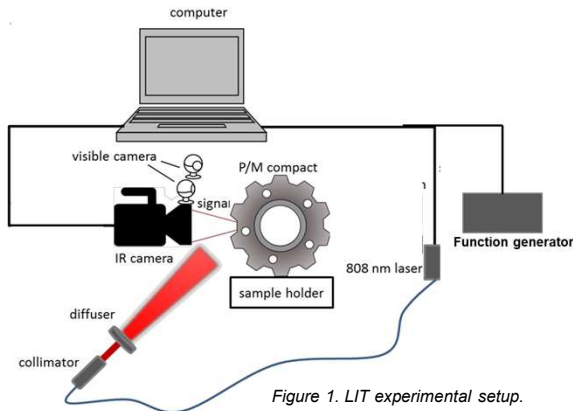 computer
visible camera
P/M compact
signal
IR camera
Function generator
808 nm laser
sample holder
diffuser
collimator
Figure 1. LIT experimental setup.